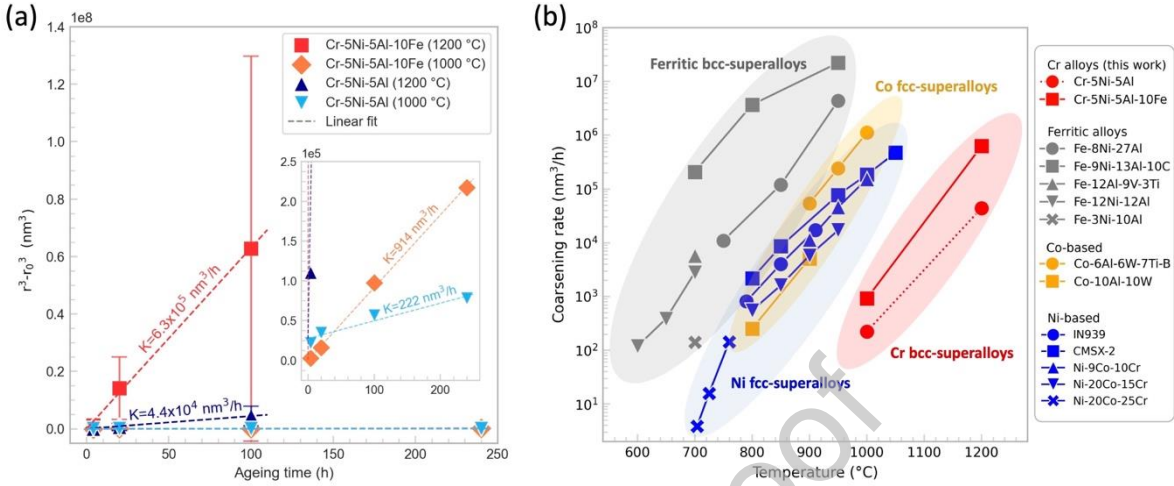 (a)
1e8
1.4
1.2
1.0
0.8
0.6
0.4
0.2
0.0
r³-r₀³ (nm³)
Cr-5Ni-5Al-10Fe (1200 °C)
Cr-5Ni-5Al-10Fe (1000 °C)
Cr-5Ni-5Al (1200 °C)
Cr-5Ni-5Al (1000 °C)
Linear fit
K=6.3x10⁵ nm³/h
K=4.4x10⁴ nm³/h
1e5
2.5
2.0
1.5
1.0
0.5
0.0
K=914 nm³/h
K=222 nm³/h
0 100 200
0 50 100 150 200 250
Ageing time (h)
(b)
10⁸
10⁷
10⁶
10⁵
10⁴
10³
10²
10¹
Coarsening rate (nm³/h)
Ferritic bcc-superalloys
Co fcc-superalloys
Ni fcc-superalloys
Cr bcc-superalloys
600 700 800 900 1000 1100 1200
Temperature (°C)
Cr alloys (this work)
Cr-5Ni-5Al
Cr-5Ni-5Al-10Fe
Ferritic alloys
Fe-8Ni-27Al
Fe-9Ni-13Al-10C
Fe-12Al-9V-3Ti
Fe-12Ni-12Al
Fe-3Ni-10Al
Co-based
Co-6Al-6W-7Ti-B
Co-10Al-10W
Ni-based
IN939
CMSX-2
Ni-9Co-10Cr
Ni-20Co-15Cr
Ni-20Co-25Cr